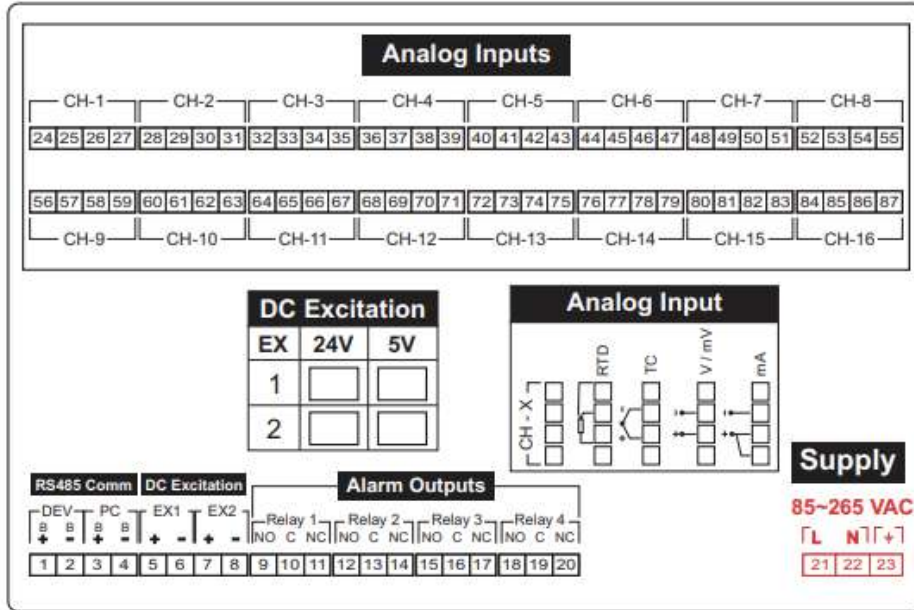 Analog Inputs
CH-1 CH-2 CH-3 CH-4 CH-5 CH-6 CH-7 CH-8
24 25 26 27 28 29 30 31 32 33 34 35 36 37 38 39 40 41 42 43 44 45 46 47 48 49 50 51 52 53 54 55
56 57 58 59 60 61 62 63 64 65 66 67 68 69 70 71 72 73 74 75 76 77 78 79 80 81 82 83 84 85 86 87
CH-9 CH-10 CH-11 CH-12 CH-13 CH-14 CH-15 CH-16
DC Excitation
EX 24V 5V
1
2
Analog Input
RTD TC V / mV mA
CH - X
- + - + - +
Supply
85~265 VAC
L N
21 22 23
RS485 Comm DC Excitation Alarm Outputs
DEV PC EX1 EX2 Relay 1 Relay 2 Relay 3 Relay 4
B B B B NO C NC NO C NC NO C NC NO C NC
+ - + - + - + -
1 2 3 4 5 6 7 8 9 10 11 12 13 14 15 16 17 18 19 20